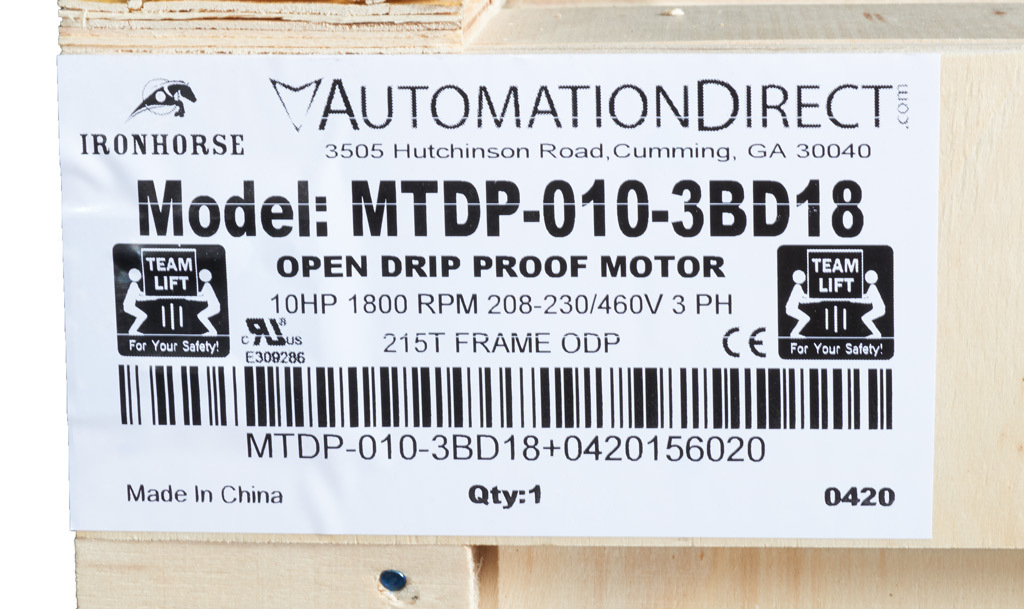 IRONHORSE
AUTOMATIONDIRECT.com
3505 Hutchinson Road, Cumming, GA 30040
Model: MTDP-010-3BD18
OPEN DRIP PROOF MOTOR
TEAM LIFT
For Your Safety!
10HP 1800 RPM 208-230/460V 3 PH
215T FRAME ODP
c RU ® US
E309286
CE
TEAM LIFT
For Your Safety!
MTDP-010-3BD18+0420156020
Made In China
Qty:1
0420